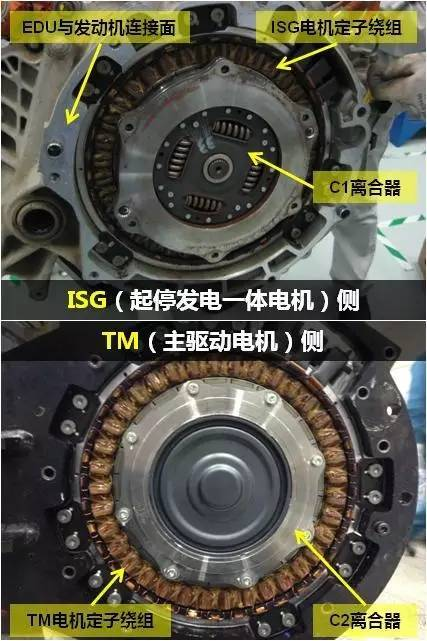 EDU与发动机连接面
ISG电机定子绕组
C1离合器
ISG（起停发电一体电机）侧
TM（主驱动电机）侧
TM电机定子绕组
C2离合器